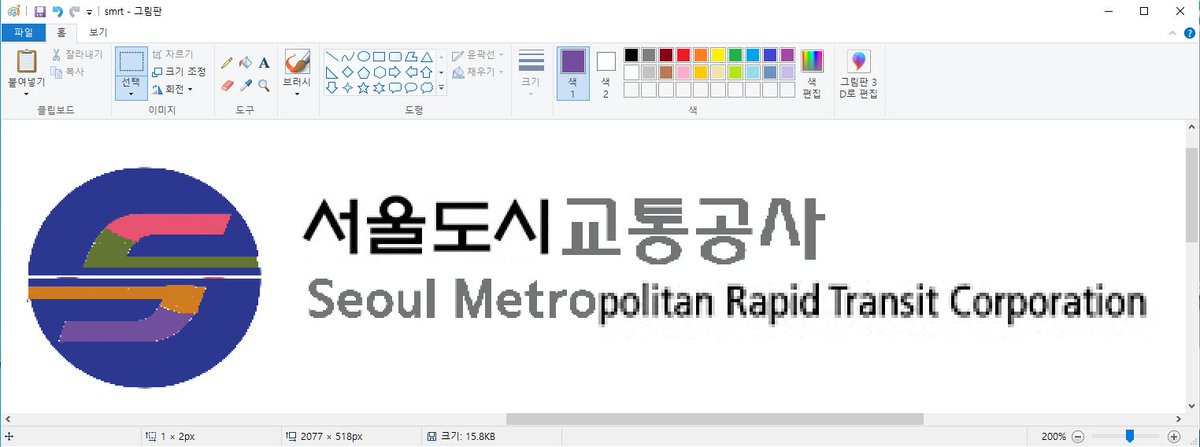 smrt - 그림판
파일 홈 보기
붙여넣기 잘라내기 복사 클립보드
선택 자르기 크기 조정 회전 이미지
A 도구
브러시
윤곽선 채우기 도형
크기
색 1 색 2 색 편집 색
그림판 3D로 편집
서울도시교통공사
Seoul Metropolitan Rapid Transit Corporation
1 × 2px 2077 × 518px 크기: 15.8KB 200%